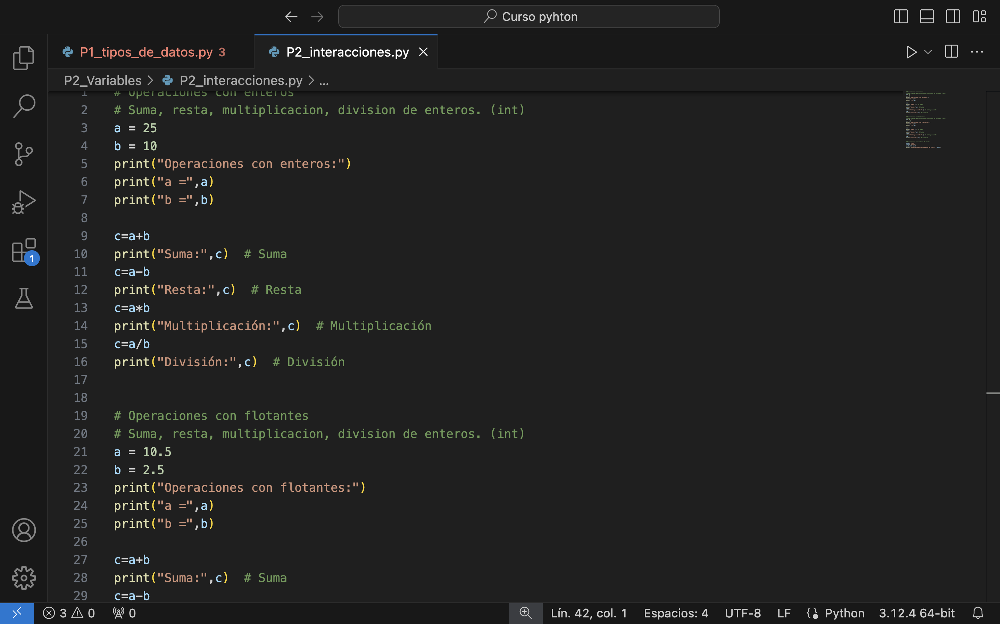 Curso pyhton
P1_tipos_de_datos.py 3
P2_interacciones.py
P2_Variables > P2_interacciones.py > ...
1 # Operaciones con enteros
2 # Suma, resta, multiplicacion, division de enteros. (int)
3 a = 25
4 b = 10
5 print("Operaciones con enteros:")
6 print("a =",a)
7 print("b =",b)
8
9 c=a+b
10 print("Suma:",c)  # Suma
11 c=a-b
12 print("Resta:",c)  # Resta
13 c=a*b
14 print("Multiplicación:",c)  # Multiplicación
15 c=a/b
16 print("División:",c)  # División
17
18
19 # Operaciones con flotantes
20 # Suma, resta, multiplicacion, division de enteros. (int)
21 a = 10.5
22 b = 2.5
23 print("Operaciones con flotantes:")
24 print("a =",a)
25 print("b =",b)
26
27 c=a+b
28 print("Suma:",c)  # Suma
29 c=a-b
1
3 0 0
Lín. 42, col. 1 Espacios: 4 UTF-8 LF Python 3.12.4 64-bit